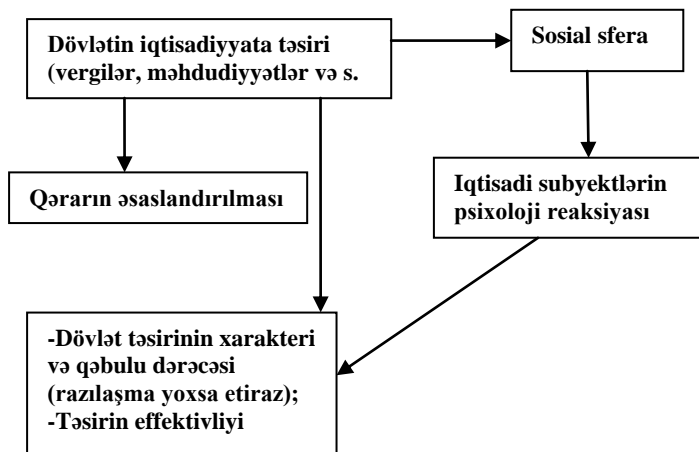 Dövlətin iqtisadiyyata təsiri
(vergilər, məhdudiyyətlər və s.
Sosial sfera
Qərarın əsaslandırılması
Iqtisadi subyektlərin
psixoloji reaksiyası
-Dövlət təsirinin xarakteri
və qəbulu dərəcəsi
(razılaşma yoxsa etiraz);
-Təsirin effektivliyi